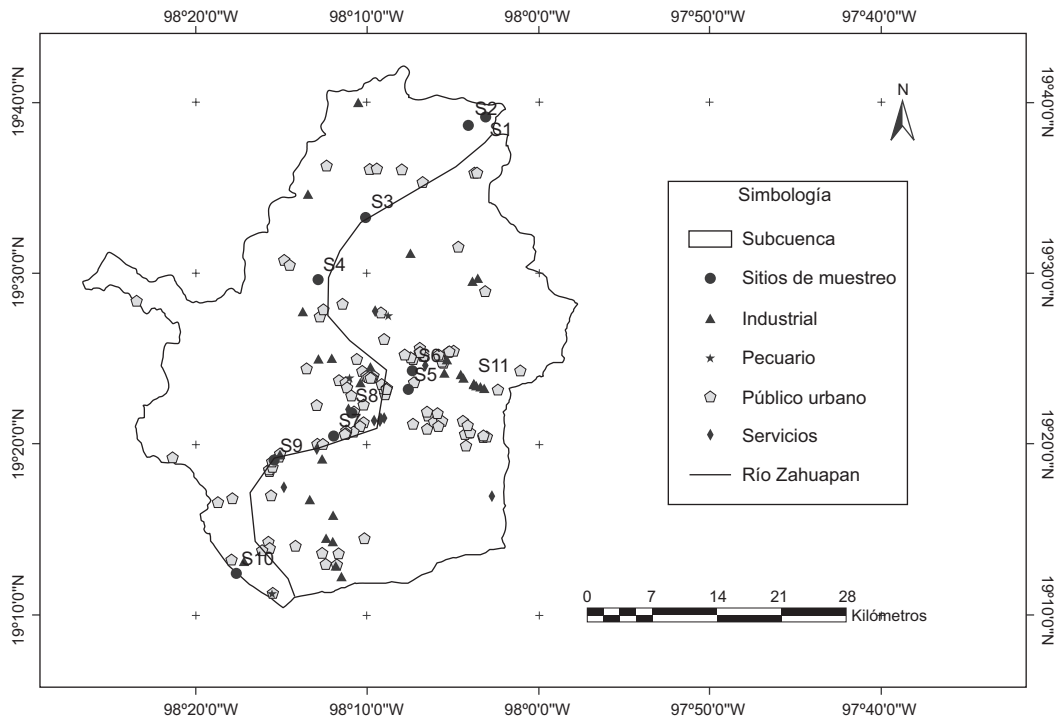 98º20'0"W 98º10'0"W 98º0'0"W 97º50'0"W 97º40'0"W
19º40'0"N
19º30'0"N
19º20'0"N
19º10'0"N
S2
S1
S3
S4
S6
S5
S11
S8
S7
S9
S10
N
Simbología
Subcuenca
Sitios de muestreo
Industrial
Pecuario
Público urbano
Servicios
Río Zahuapan
0 7 14 21 28
Kilómetros
19º40'0"N
19º30'0"N
19º20'0"N
19º10'0"N
98º20'0"W 98º10'0"W 98º0'0"W 97º50'0"W 97º40'0"W